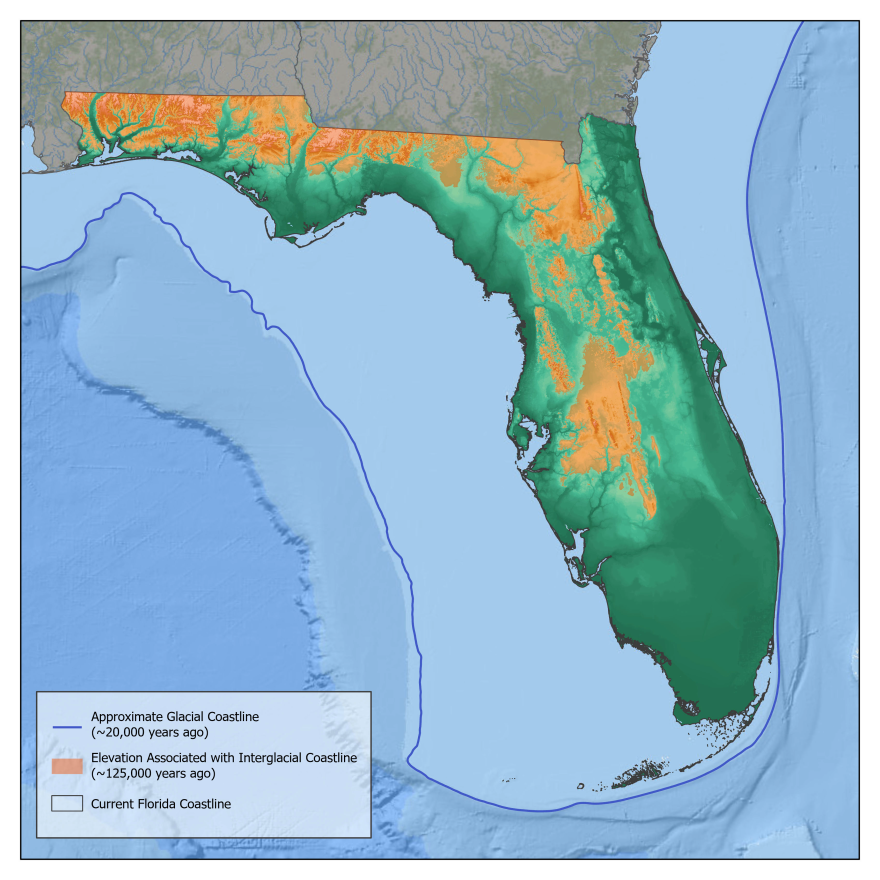 Approximate Glacial Coastline
(~20,000 years ago)
Elevation Associated with Interglacial Coastline
(~125,000 years ago)
Current Florida Coastline